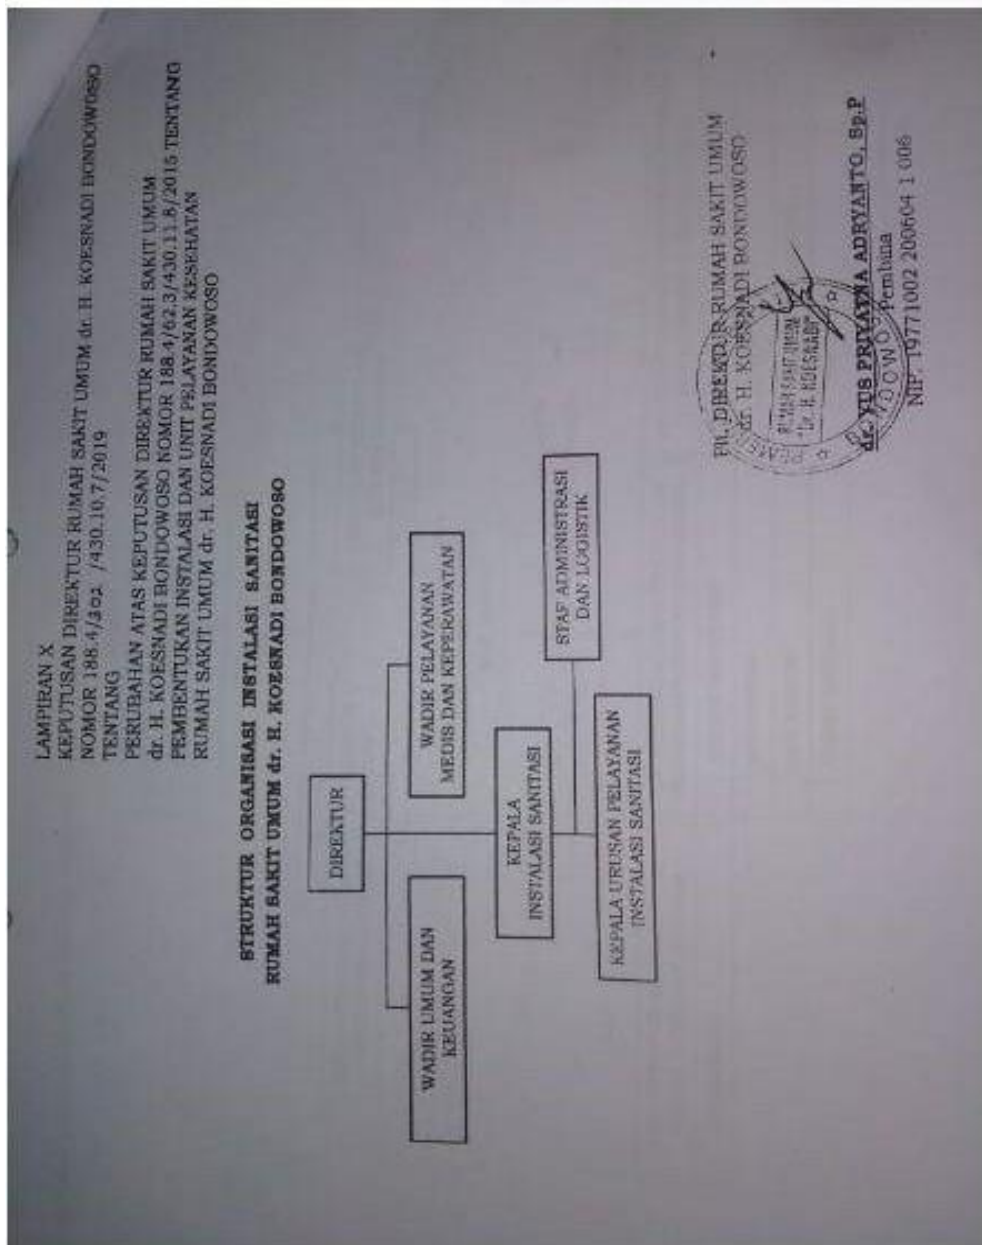 LAMPIRAN X
KEPUTUSAN DIREKTUR RUMAH SAKIT UMUM dr. H. KOESNADI BONDOWOSO
NOMOR 188.4/202 /430.10.7/2019
TENTANG
PERUBAHAN ATAS KEPUTUSAN DIREKTUR RUMAH SAKIT UMUM
dr. H. KOESNADI BONDOWOSO NOMOR 188.4/62.3/430.11.8/2015 TENTANG
PEMBENTUKAN INSTALASI DAN UNIT PELAYANAN KESEHATAN
RUMAH SAKIT UMUM dr. H. KOESNADI BONDOWOSO
STRUKTUR ORGANISASI INSTALASI SANITASI
RUMAH SAKIT UMUM dr. H. KOESNADI BONDOWOSO
DIREKTUR
WADIR UMUM DAN
KEUANGAN
WADIR PELAYANAN
MEDIS DAN KEPERAWATAN
KEPALA
INSTALASI SANITASI
STAF ADMINISTRASI
DAN LOGISTIK
KEPALA URUSAN PELAYANAN
INSTALASI SANITASI
DIREKTUR RUMAH SAKIT UMUM
dr. H. KOESNADI BONDOWOSO
RUMAH SAKIT UMUM
"Dr. H. KOESNADI"
dr. YUS PRIYATNA ADRYANTO, Sp.P
Pembina
NIP. 19771002 200604 1 006